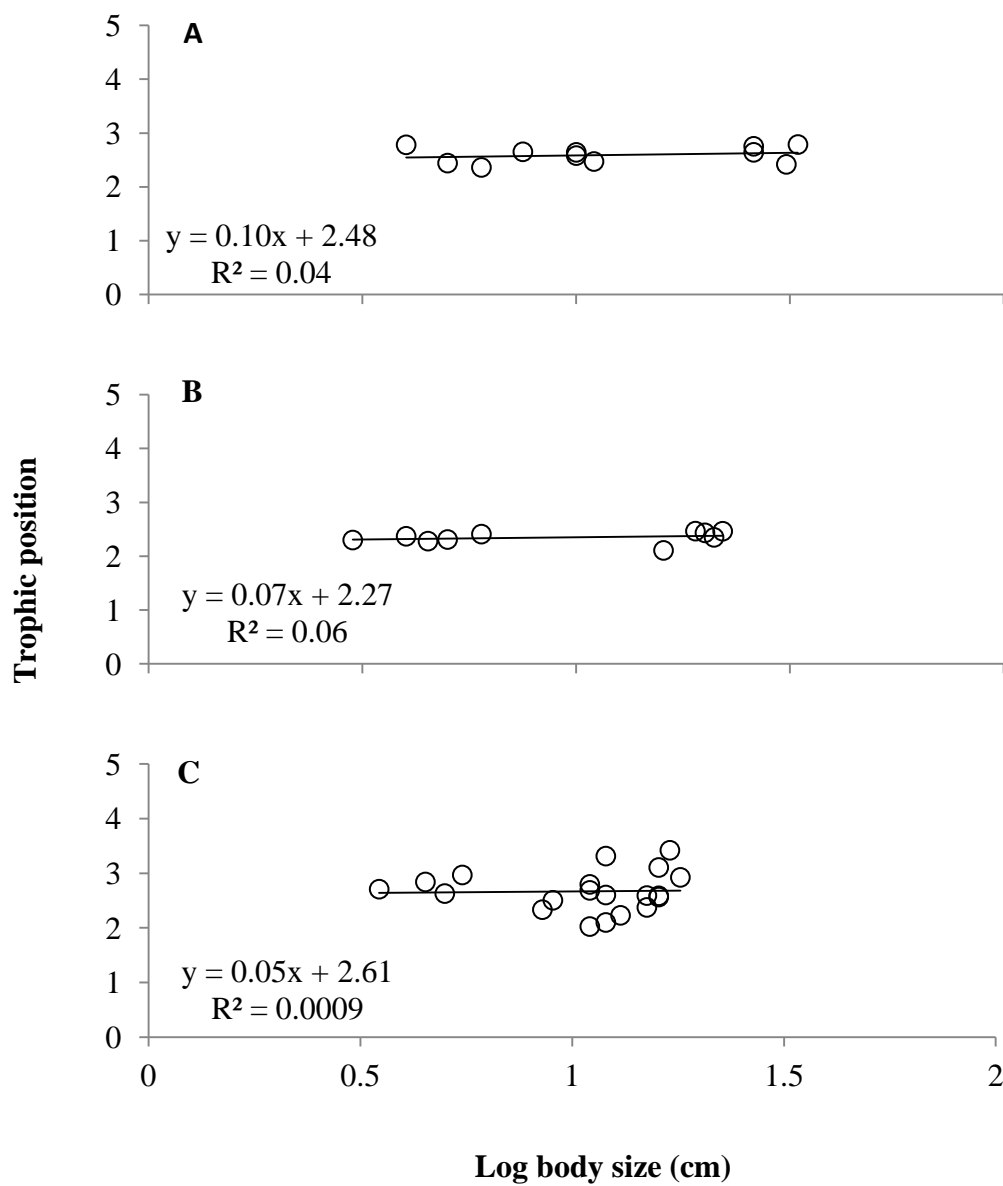 A
5
4
3
2
1
0
y = 0.10x + 2.48
R² = 0.04
B
5
4
3
2
1
0
y = 0.07x + 2.27
R² = 0.06
Trophic position
C
5
4
3
2
1
0
y = 0.05x + 2.61
R² = 0.0009
0 0.5 1 1.5 2
Log body size (cm)